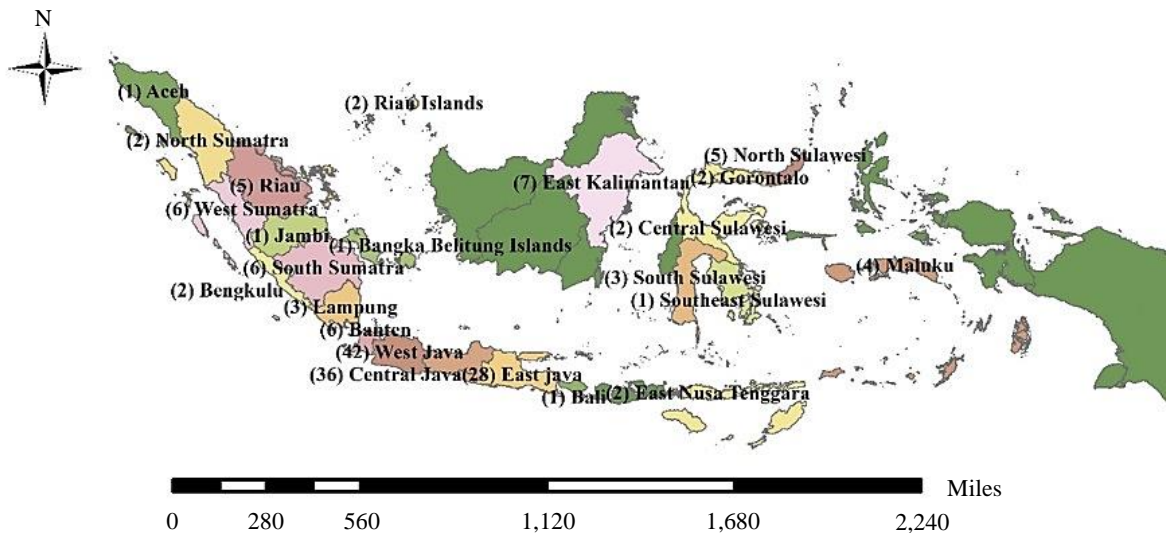 N
(1) Aceh
(2) Riau Islands
(2) North Sumatra
(5) North Sulawesi
(5) Riau
(7) East Kalimantan
(2) Gorontalo
(6) West Sumatra
(1) Jambi
(1) Bangka Belitung Islands
(2) Central Sulawesi
(6) South Sumatra
(4) Maluku
(3) South Sulawesi
(2) Bengkulu
(3) Lampung
(1) Southeast Sulawesi
(6) Banten
(42) West Java
(36) Central Java
(28) East java
(1) Bali
(2) East Nusa Tenggara
Miles
0 280 560 1,120 1,680 2,240